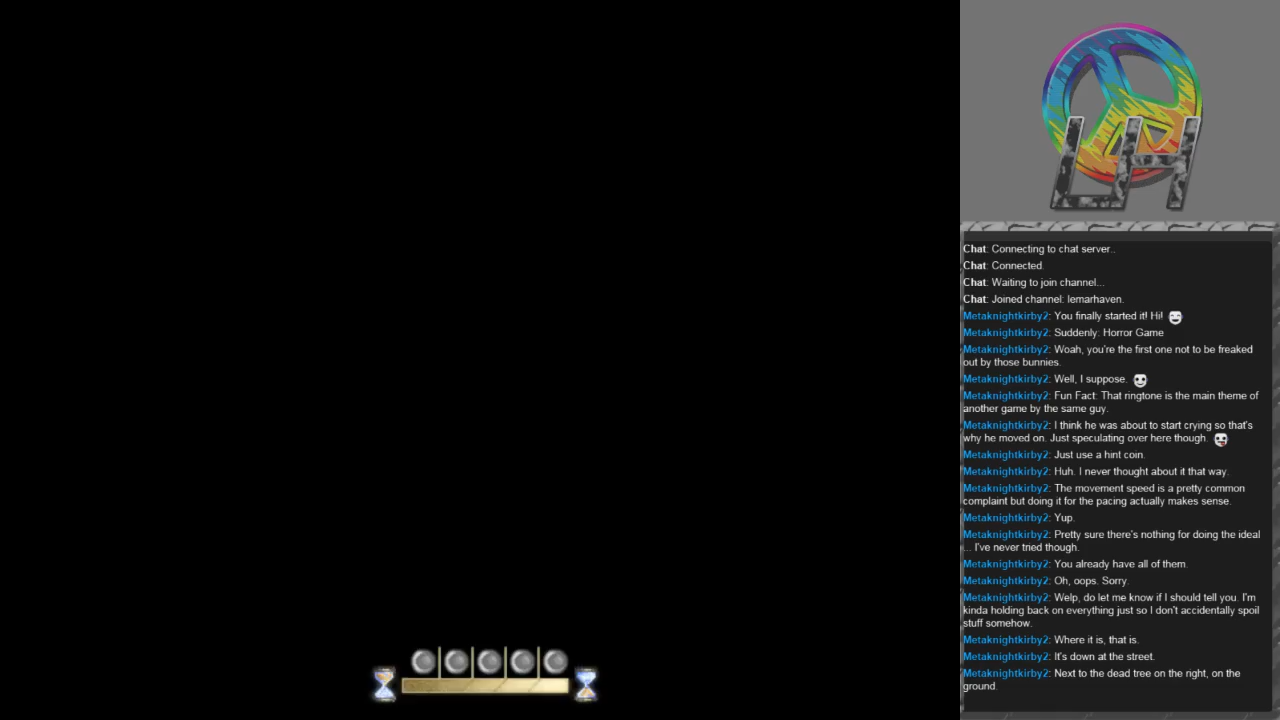 LH
Chat: Connecting to chat server..
Chat: Connected.
Chat: Waiting to join channel...
Chat: Joined channel: lemarhaven.
Metaknightkirby2: You finally started it! Hi!
Metaknightkirby2: Suddenly: Horror Game
Metaknightkirby2: Woah, you're the first one not to be freaked
out by those bunnies.
Metaknightkirby2: Well, I suppose.
Metaknightkirby2: Fun Fact: That ringtone is the main theme of
another game by the same guy.
Metaknightkirby2: I think he was about to start crying so that's
why he moved on. Just speculating over here though.
Metaknightkirby2: Just use a hint coin.
Metaknightkirby2: Huh. I never thought about it that way.
Metaknightkirby2: The movement speed is a pretty common
complaint but doing it for the pacing actually makes sense.
Metaknightkirby2: Yup.
Metaknightkirby2: Pretty sure there's nothing for doing the ideal
... I've never tried though.
Metaknightkirby2: You already have all of them.
Metaknightkirby2: Oh, oops. Sorry.
Metaknightkirby2: Welp, do let me know if I should tell you. I'm
kinda holding back on everything just so I don't accidentally spoil
stuff somehow.
Metaknightkirby2: Where it is, that is.
Metaknightkirby2: It's down at the street.
Metaknightkirby2: Next to the dead tree on the right, on the
ground.